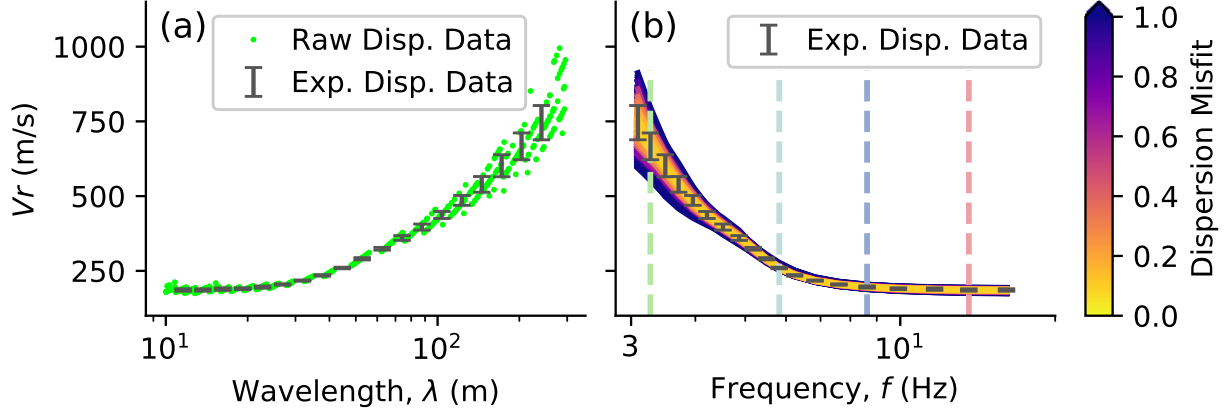 (a)
Raw Disp. Data
Exp. Disp. Data
1000
750
500
250
Vr (m/s)
10¹
10²
Wavelength, λ (m)
(b)
Exp. Disp. Data
3
10¹
Frequency, f (Hz)
1.0
0.8
0.6
0.4
0.2
0.0
Dispersion Misfit